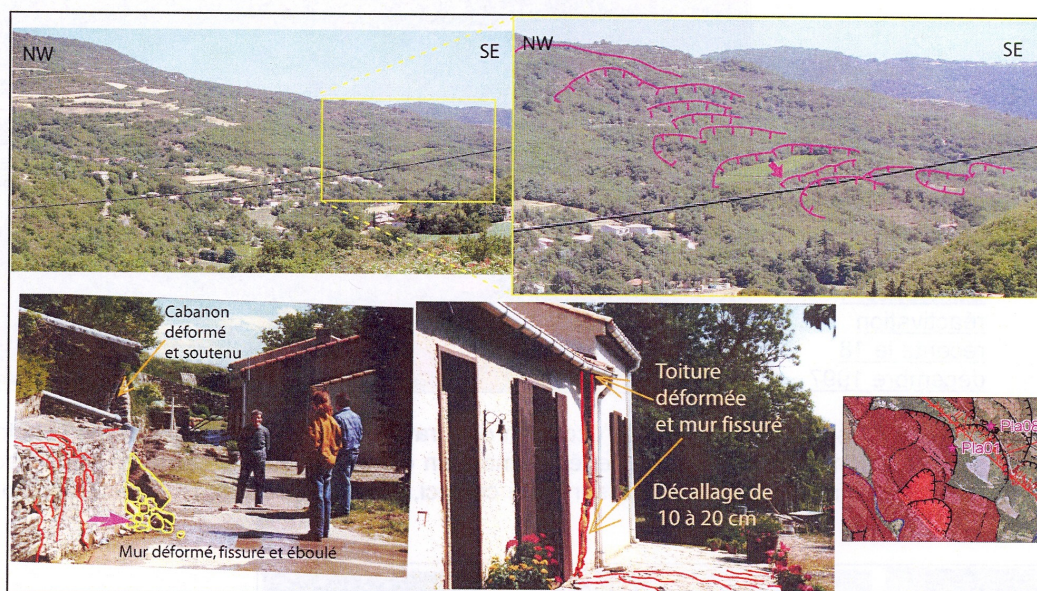 NW
SE
NW
SE
Cabanon
déformé
et soutenu
Mur déformé, fissuré et éboulé
Toiture
déformée
et mur fissuré
Décallage de
10 à 20 cm
Pla08
Pla01